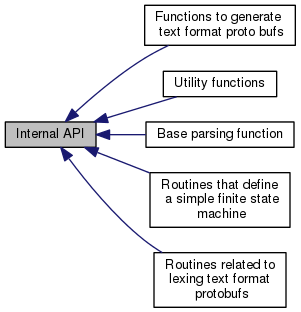 Functions to generate
text format proto bufs
Utility functions
Internal API
Base parsing function
Routines that define
a simple finite state
machine
Routines related to
lexing text format
protobufs